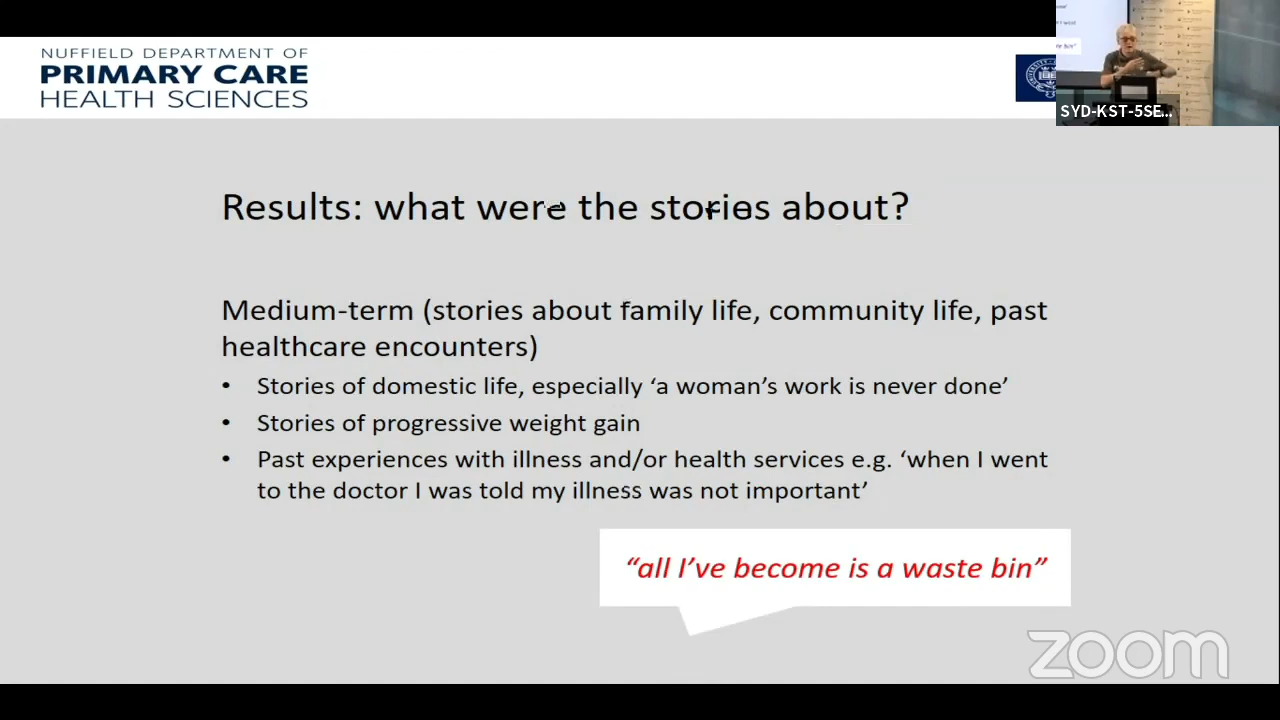 NUFFIELD DEPARTMENT OF
PRIMARY CARE
HEALTH SCIENCES
SYD-KST-5SE...
Results: what were the stories about?
Medium-term (stories about family life, community life, past
healthcare encounters)
• Stories of domestic life, especially ‘a woman’s work is never done’
• Stories of progressive weight gain
• Past experiences with illness and/or health services e.g. ‘when I went
to the doctor I was told my illness was not important’
“all I’ve become is a waste bin”
zoom